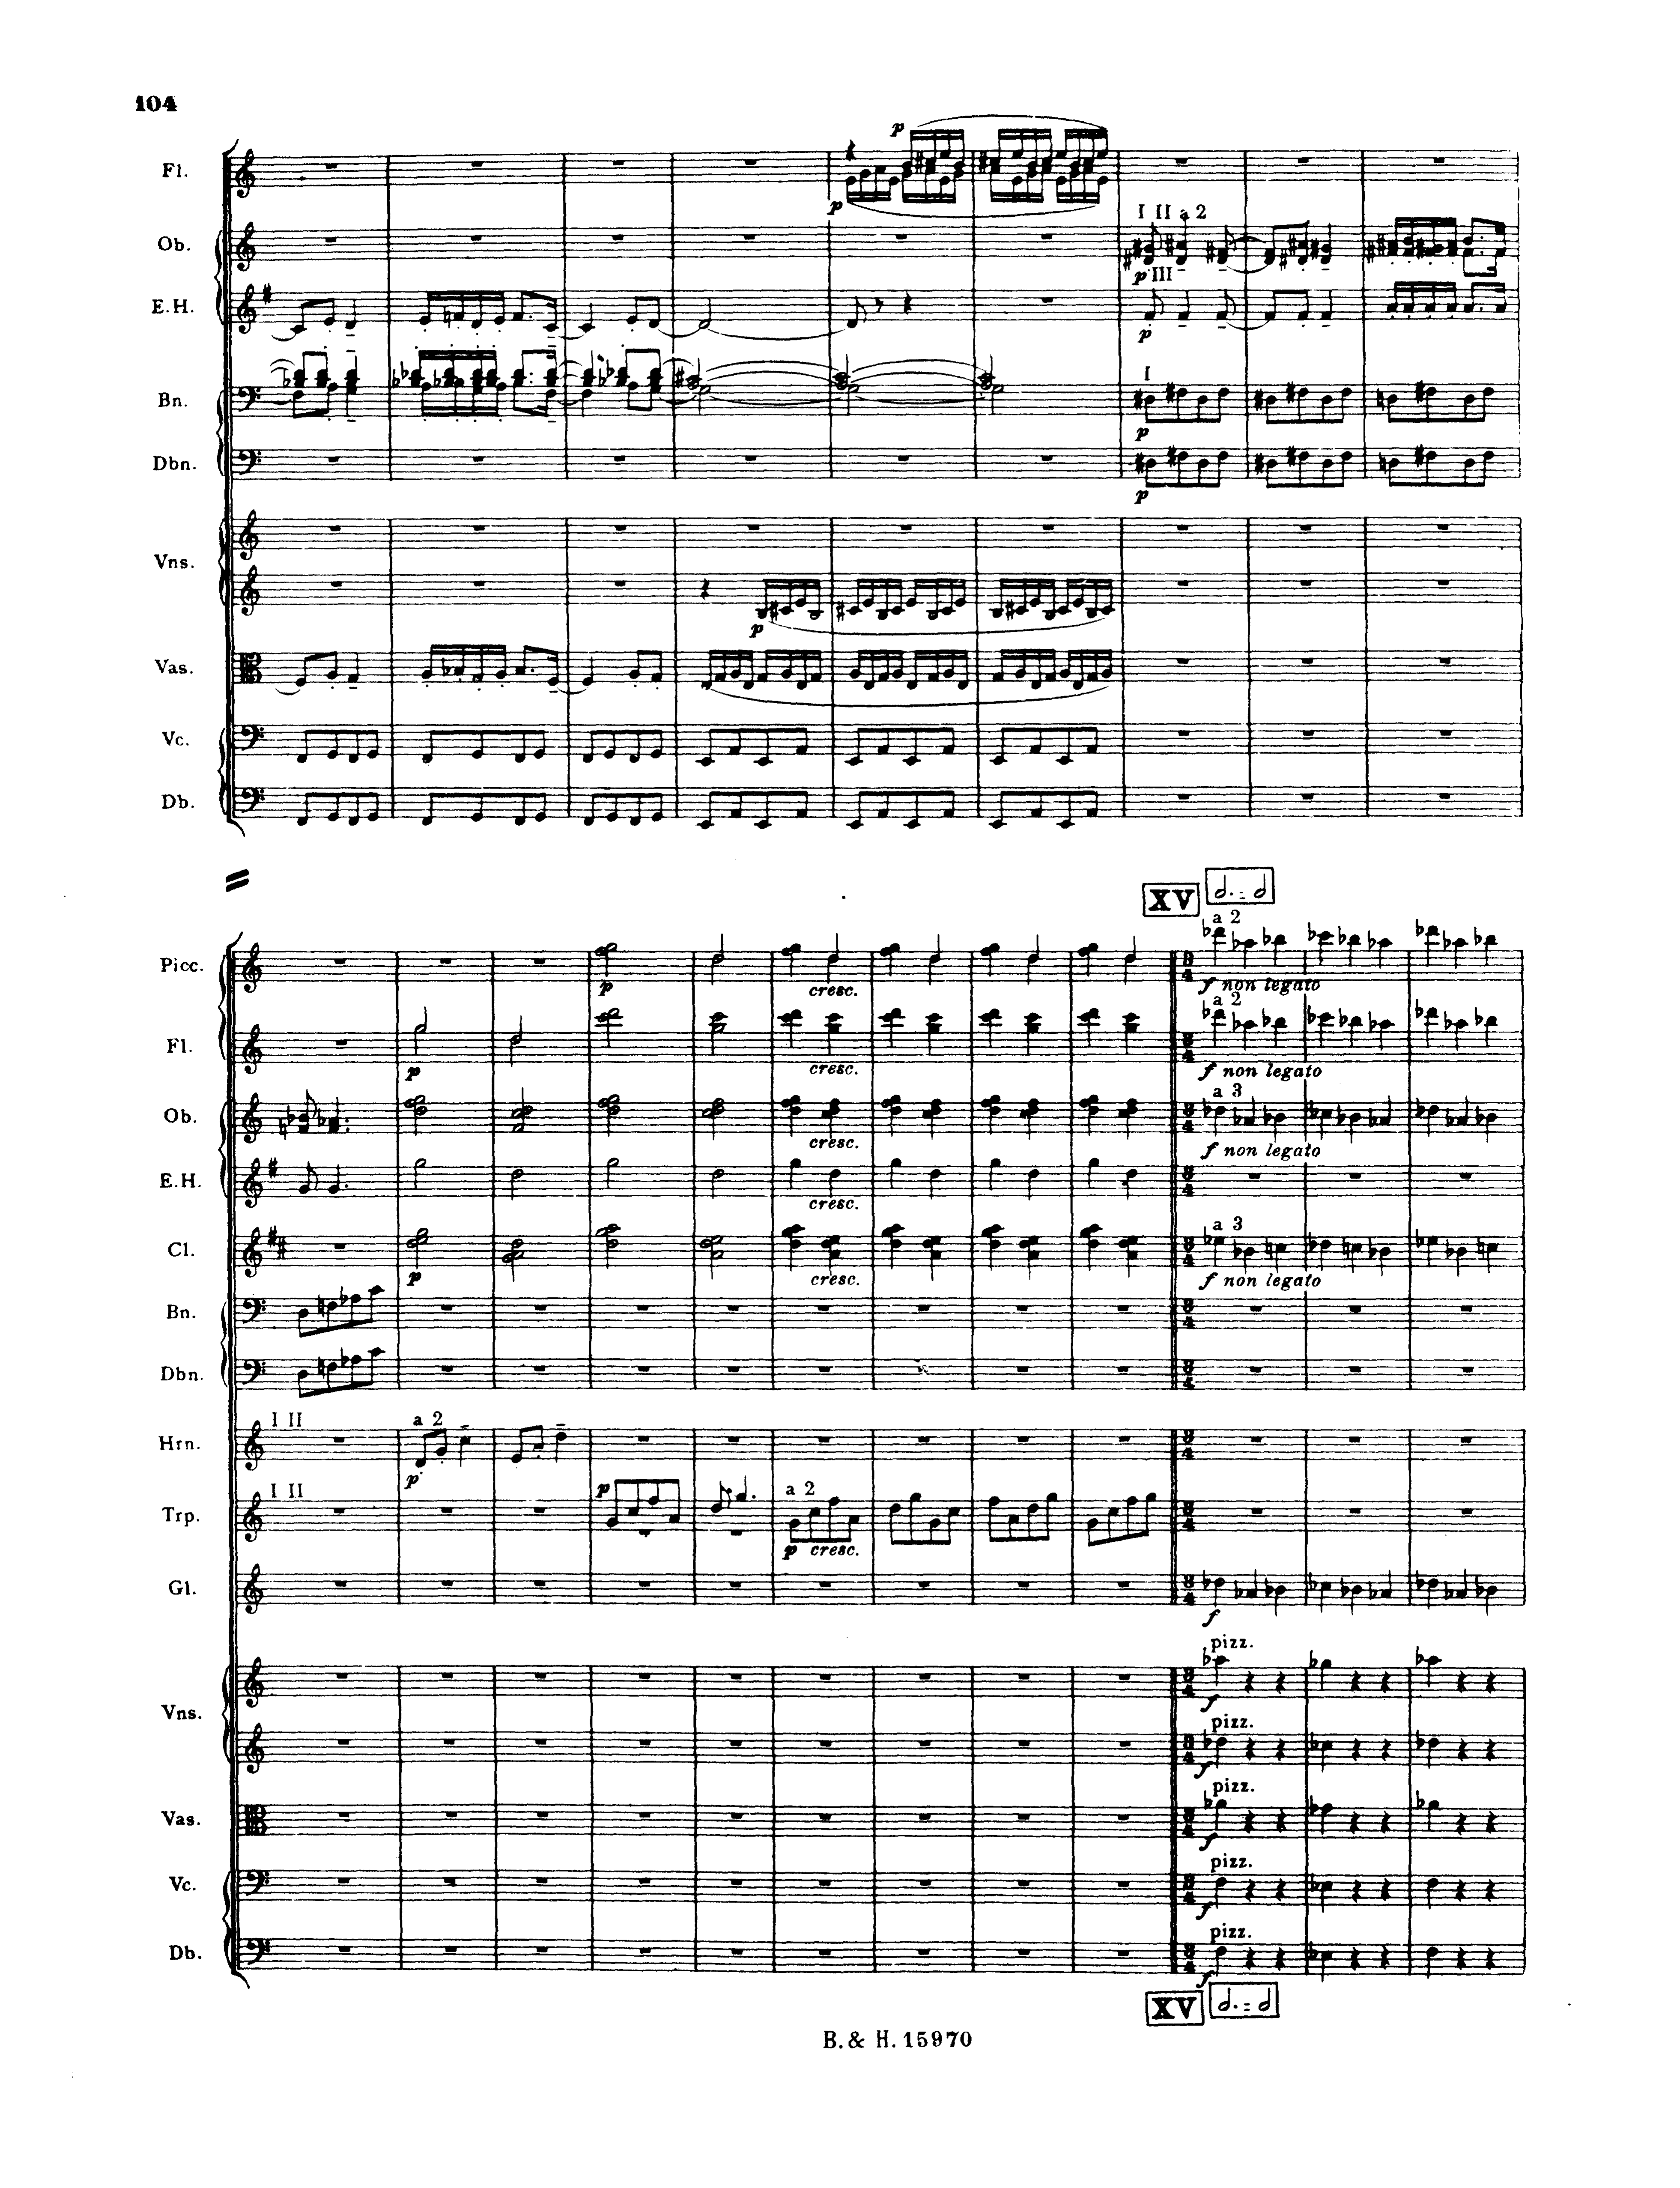 104
Fl.
p
p
Ob.
I II a 2
p III
E.H.
p
Bn.
I
p
Dbn.
p
Vns.
p
Vas.
Vc.
Db.
XV
Picc.
p
cresc.
a 2
f non legato
Fl.
p
cresc.
a 2
f non legato
Ob.
cresc.
a 3
f non legato
E.H.
cresc.
3 4
Cl.
p
cresc.
a 3
f non legato
Bn.
Dbn.
Hrn.
I II
a 2
p
Trp.
I II
p
a 2
p cresc.
Gl.
f
Vns.
pizz.
f
pizz.
f
Vas.
pizz.
f
Vc.
pizz.
f
Db.
pizz.
f
XV
B. & H. 15970